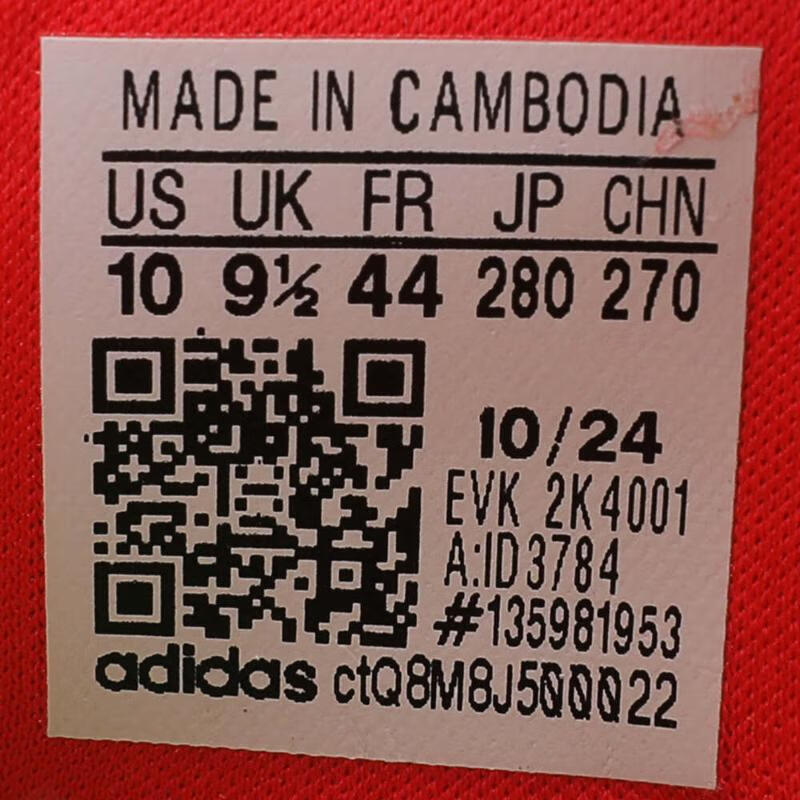 MADE IN CAMBODIA
US UK FR JP CHN
10 9½ 44 280 270
10/24
EVK 2K4001
A:ID3784
#135981953
adidas ctQ8M8J500022